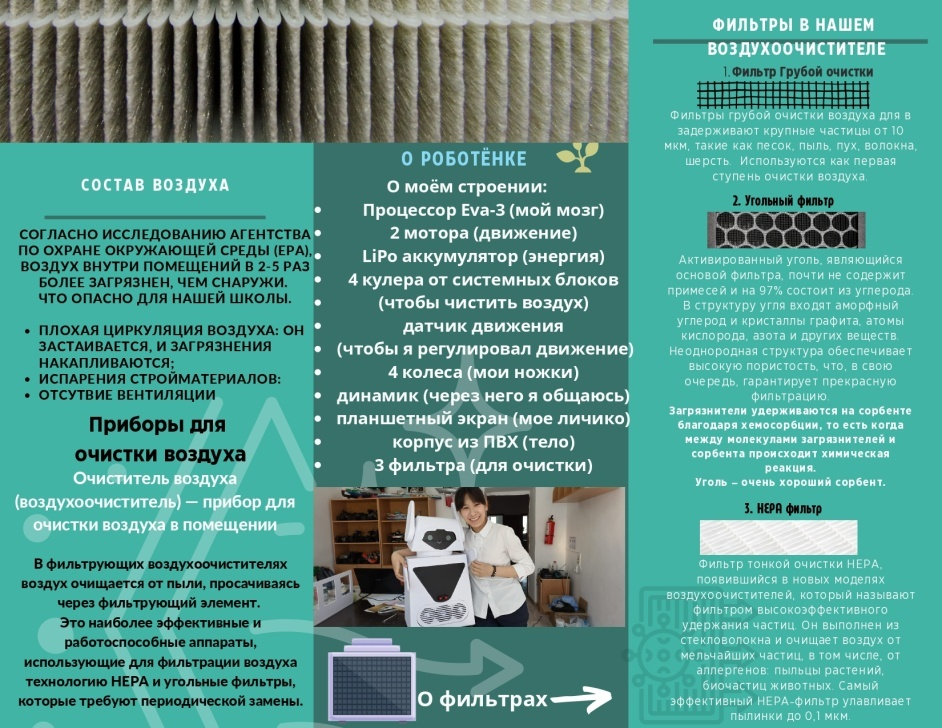 СОСТАВ ВОЗДУХА
СОГЛАСНО ИССЛЕДОВАНИЮ АГЕНТСТВА
ПО ОХРАНЕ ОКРУЖАЮЩЕЙ СРЕДЫ (EPA),
ВОЗДУХ ВНУТРИ ПОМЕЩЕНИЙ В 2-5 РАЗ
БОЛЕЕ ЗАГРЯЗНЕН, ЧЕМ СНАРУЖИ.
ЧТО ОПАСНО ДЛЯ НАШЕЙ ШКОЛЫ.
• ПЛОХАЯ ЦИРКУЛЯЦИЯ ВОЗДУХА: ОН
ЗАСТАИВАЕТСЯ, И ЗАГРЯЗНЕНИЯ
НАКАПЛИВАЮТСЯ;
• ИСПАРЕНИЯ СТРОЙМАТЕРИАЛОВ:
• ОТСУТВИЕ ВЕНТИЛЯЦИИ
Приборы для
очистки воздуха
Очиститель воздуха
(воздухоочиститель) — прибор для
очистки воздуха в помещении
В фильтрующих воздухоочистителях
воздух очищается от пыли, просачиваясь
через фильтрующий элемент.
Это наиболее эффективные и
работоспособные аппараты,
использующие для фильтрации воздуха
технологию HEPA и угольные фильтры,
которые требуют периодической замены.
О РОБОТЁНКЕ
О моём строении:
• Процессор Eva-3 (мой мозг)
• 2 мотора (движение)
• LiPo аккумулятор (энергия)
• 4 кулера от системных блоков
• (чтобы чистить воздух)
• датчик движения
• (чтобы я регулировал движение)
• 4 колеса (мои ножки)
• динамик (через него я общаюсь)
• планшетный экран (мое личико)
• корпус из ПВХ (тело)
• 3 фильтра (для очистки)
О фильтрах
ФИЛЬТРЫ В НАШЕМ
ВОЗДУХООЧИСТИТЕЛЕ
1. Фильтр Грубой очистки
Фильтры грубой очистки воздуха для в
задерживают крупные частицы от 10
мкм, такие как песок, пыль, пух, волокна,
шерсть. Используются как первая
ступень очистки воздуха.
2. Угольный фильтр
Активированный уголь, являющийся
основой фильтра, почти не содержит
примесей и на 97% состоит из углерода.
В структуру угля входят аморфный
углерод и кристаллы графита, атомы
кислорода, азота и других веществ.
Неоднородная структура обеспечивает
высокую пористость, что, в свою
очередь, гарантирует прекрасную
фильтрацию.
Загрязнители удерживаются на сорбенте
благодаря хемосорбции, то есть когда
между молекулами загрязнителей и
сорбента происходит химическая
реакция.
Уголь – очень хороший сорбент.
3. HEPA фильтр
Фильтр тонкой очистки HEPA,
появившийся в новых моделях
воздухоочистителей, который называют
фильтром высокоэффективного
удержания частиц. Он выполнен из
стекловолокна и очищает воздух от
мельчайших частиц, в том числе, от
аллергенов: пыльцы растений,
биочастиц животных. Самый
эффективный HEPA-фильтр улавливает
пылинки до 0,1 мкм.